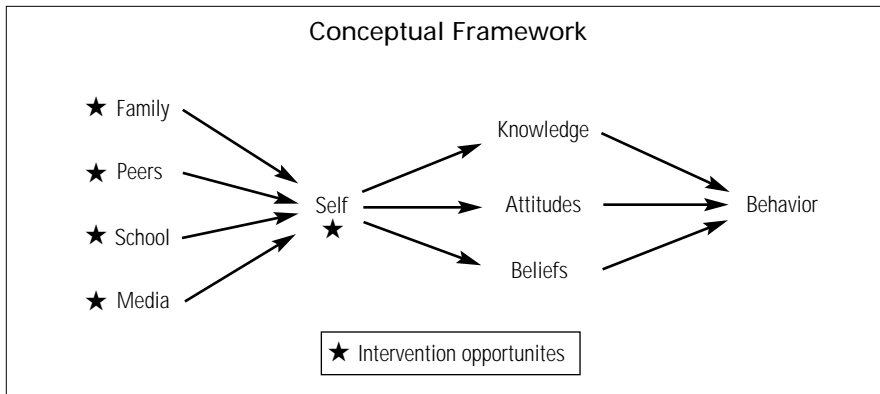 Conceptual Framework
★ Family
★ Peers
★ School
★ Media
Self
★
Knowledge
Attitudes
Beliefs
Behavior
★ Intervention opportunites